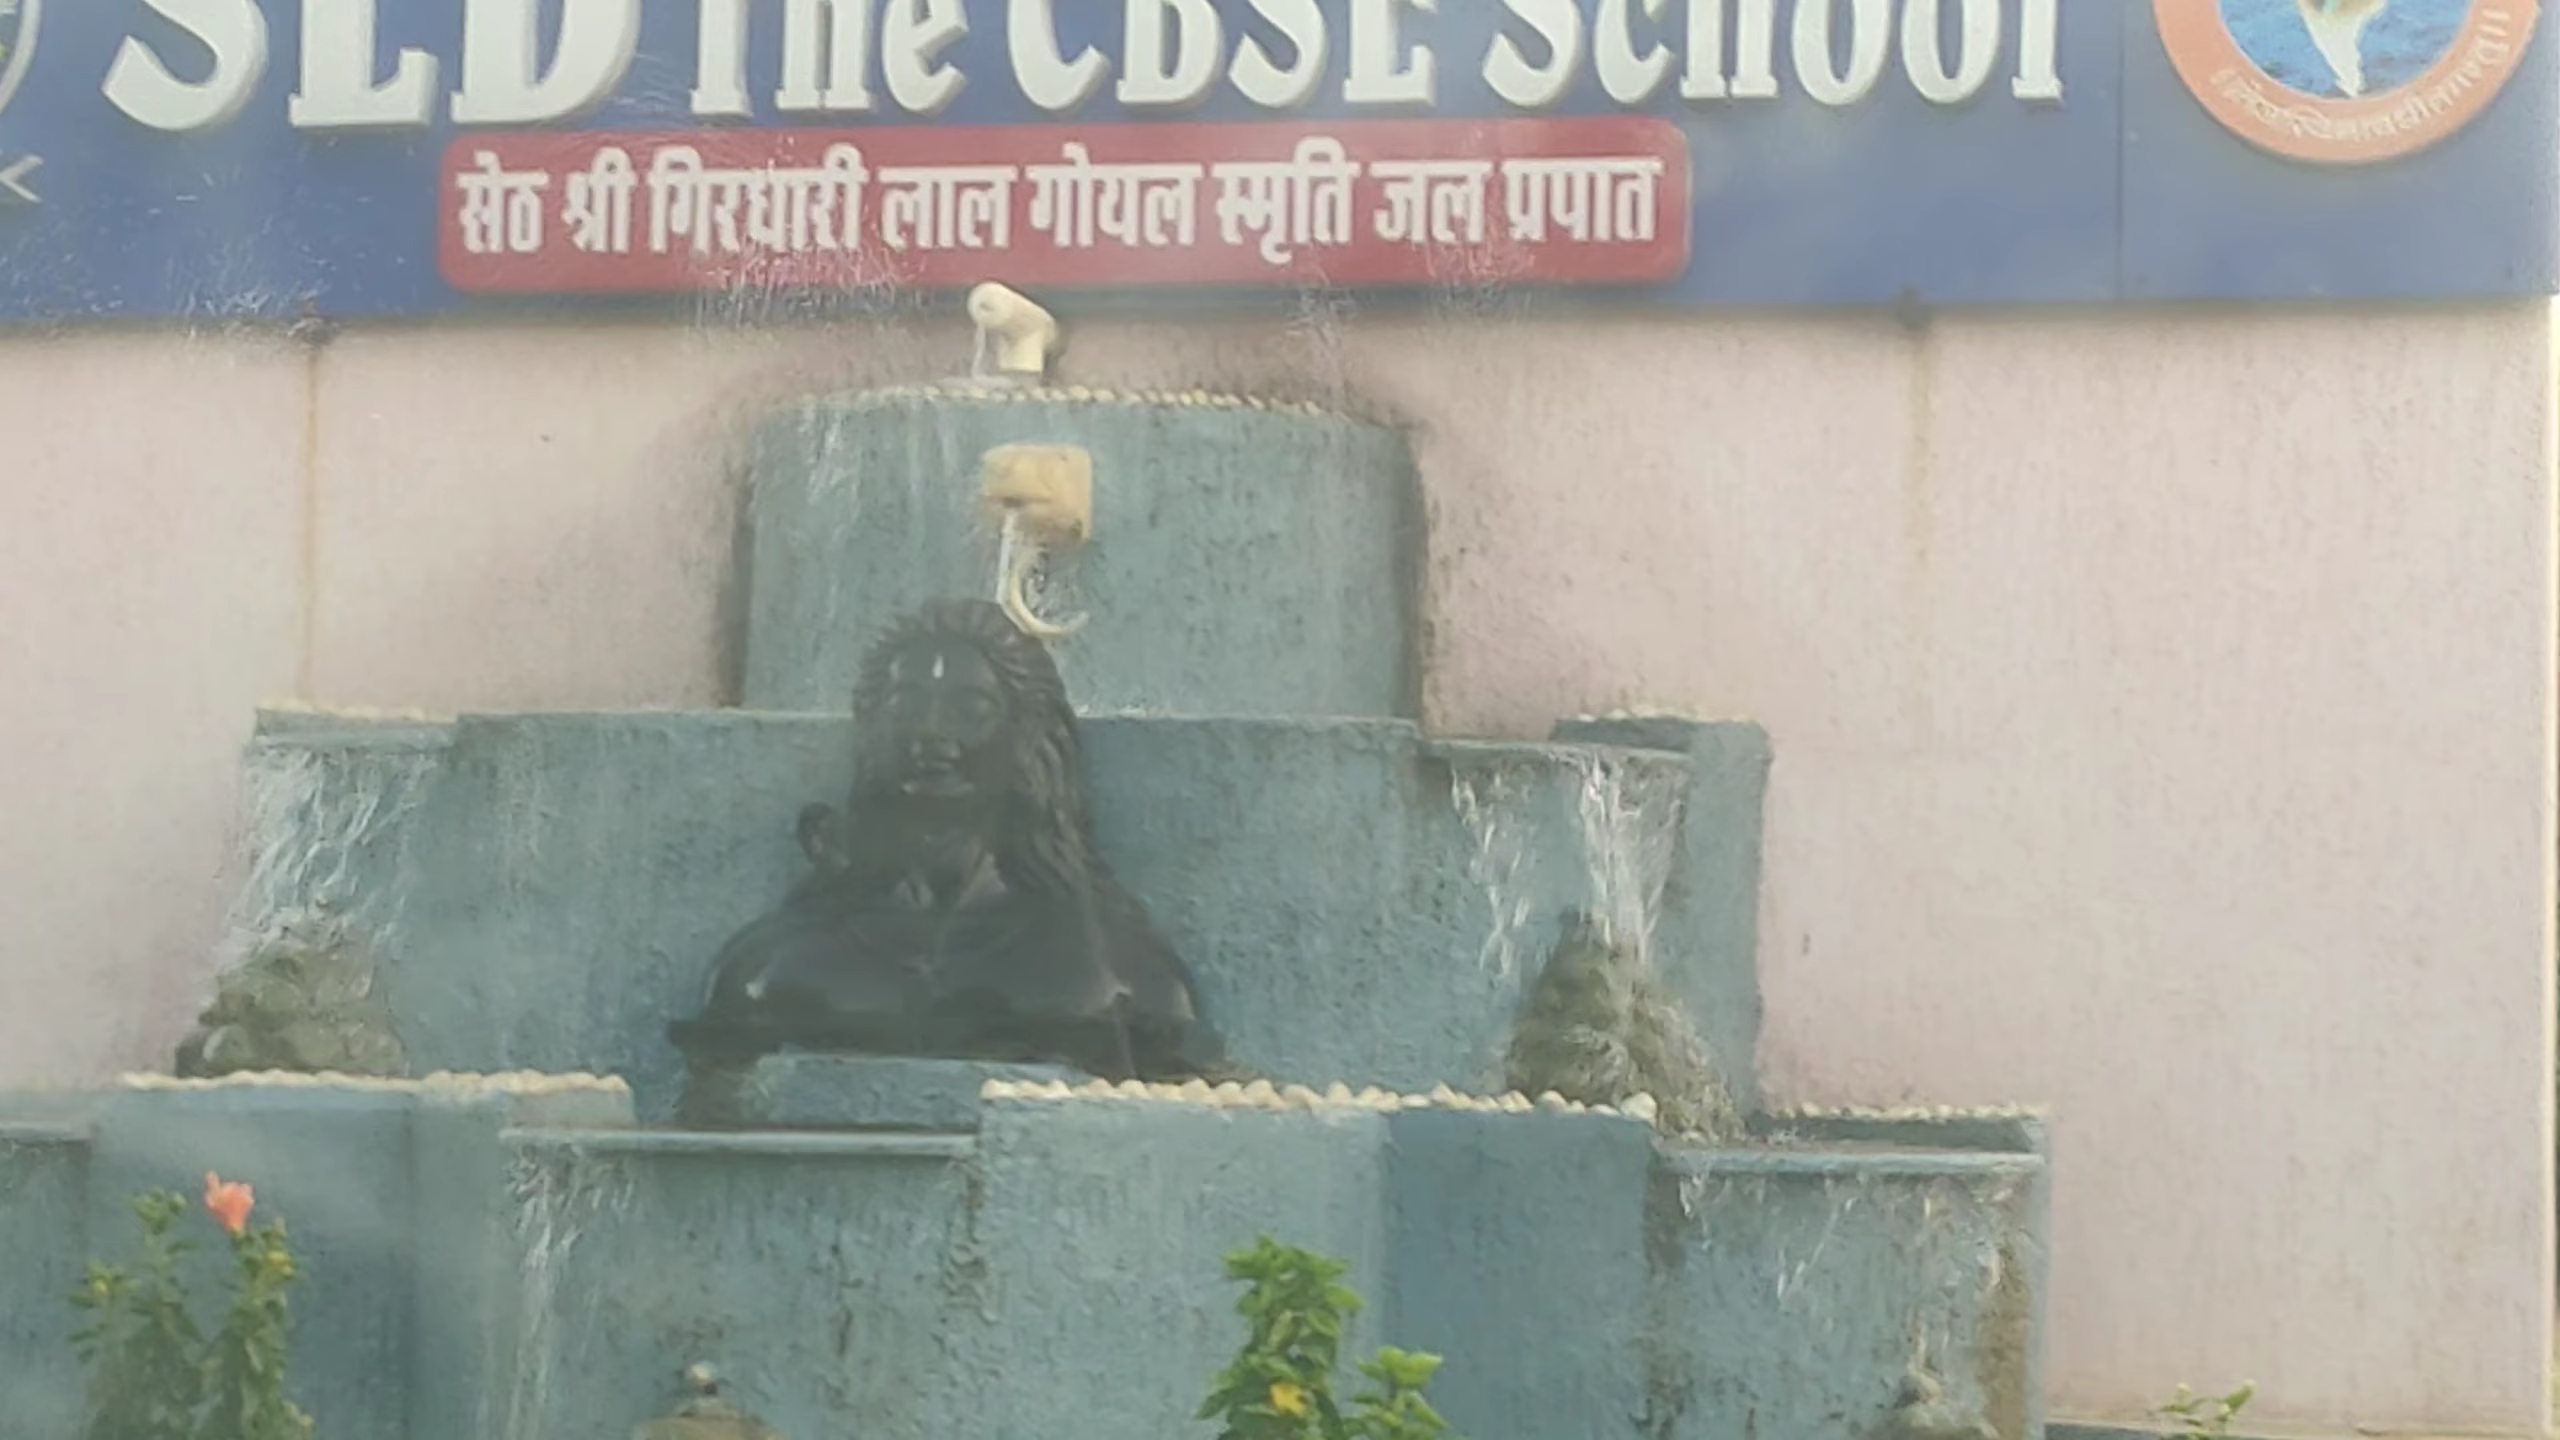 SLD The CBSE School
सेठ श्री गिरधारी लाल गोयल स्मृति जल प्रपात